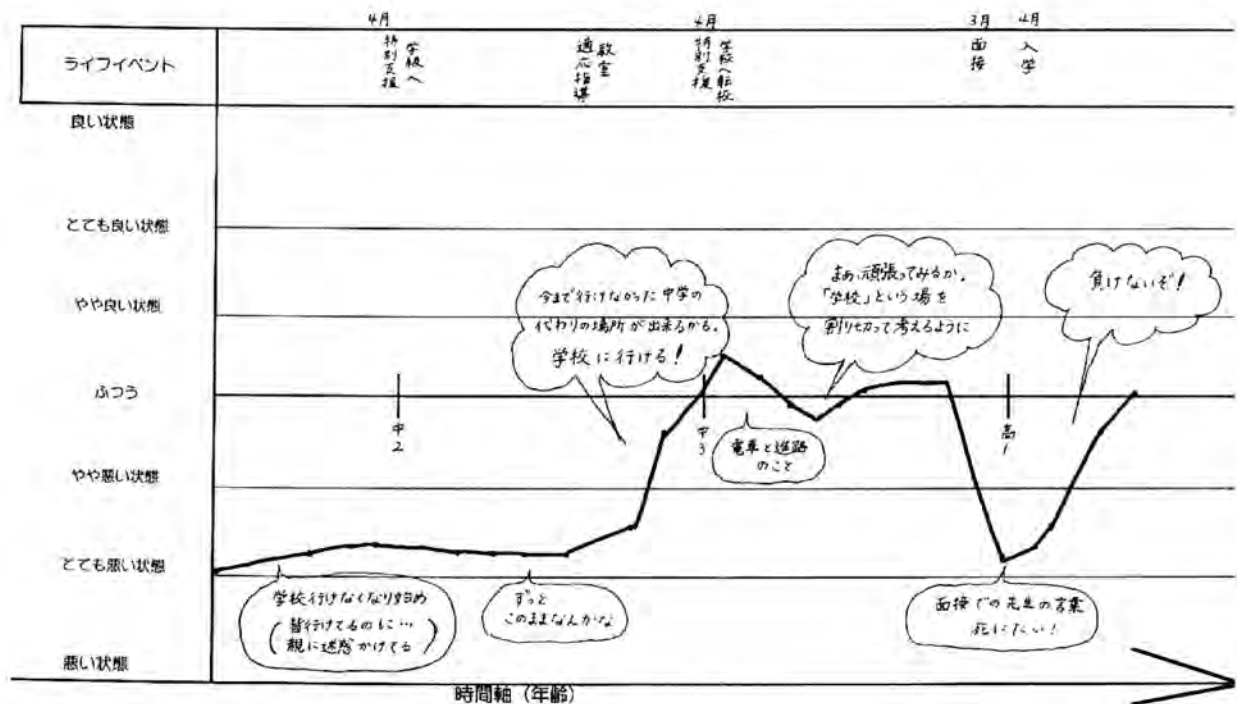 4月
4月
3月
4月
ライフイベント
特別支援
学級へ
適応指導
教室
特別支援
学校へ転校
面接
入学
良い状態
とても良い状態
やや良い状態
ふつう
やや悪い状態
とても悪い状態
悪い状態
今まで行けなかった中学の
代わりの場所が出来るかも。
学校に行ける!
まあ、頑張ってみるか。
「学校」という場を
割り切って考えるように
負けないぞ!
中2
中3
高1
電車と進路
のこと
学校行けなくなり始め
(皆行けてるのに…
親に迷惑かけてる)
ずっと
このままなんかな
面接での先生の言葉
死にたい!
時間軸(年齢)